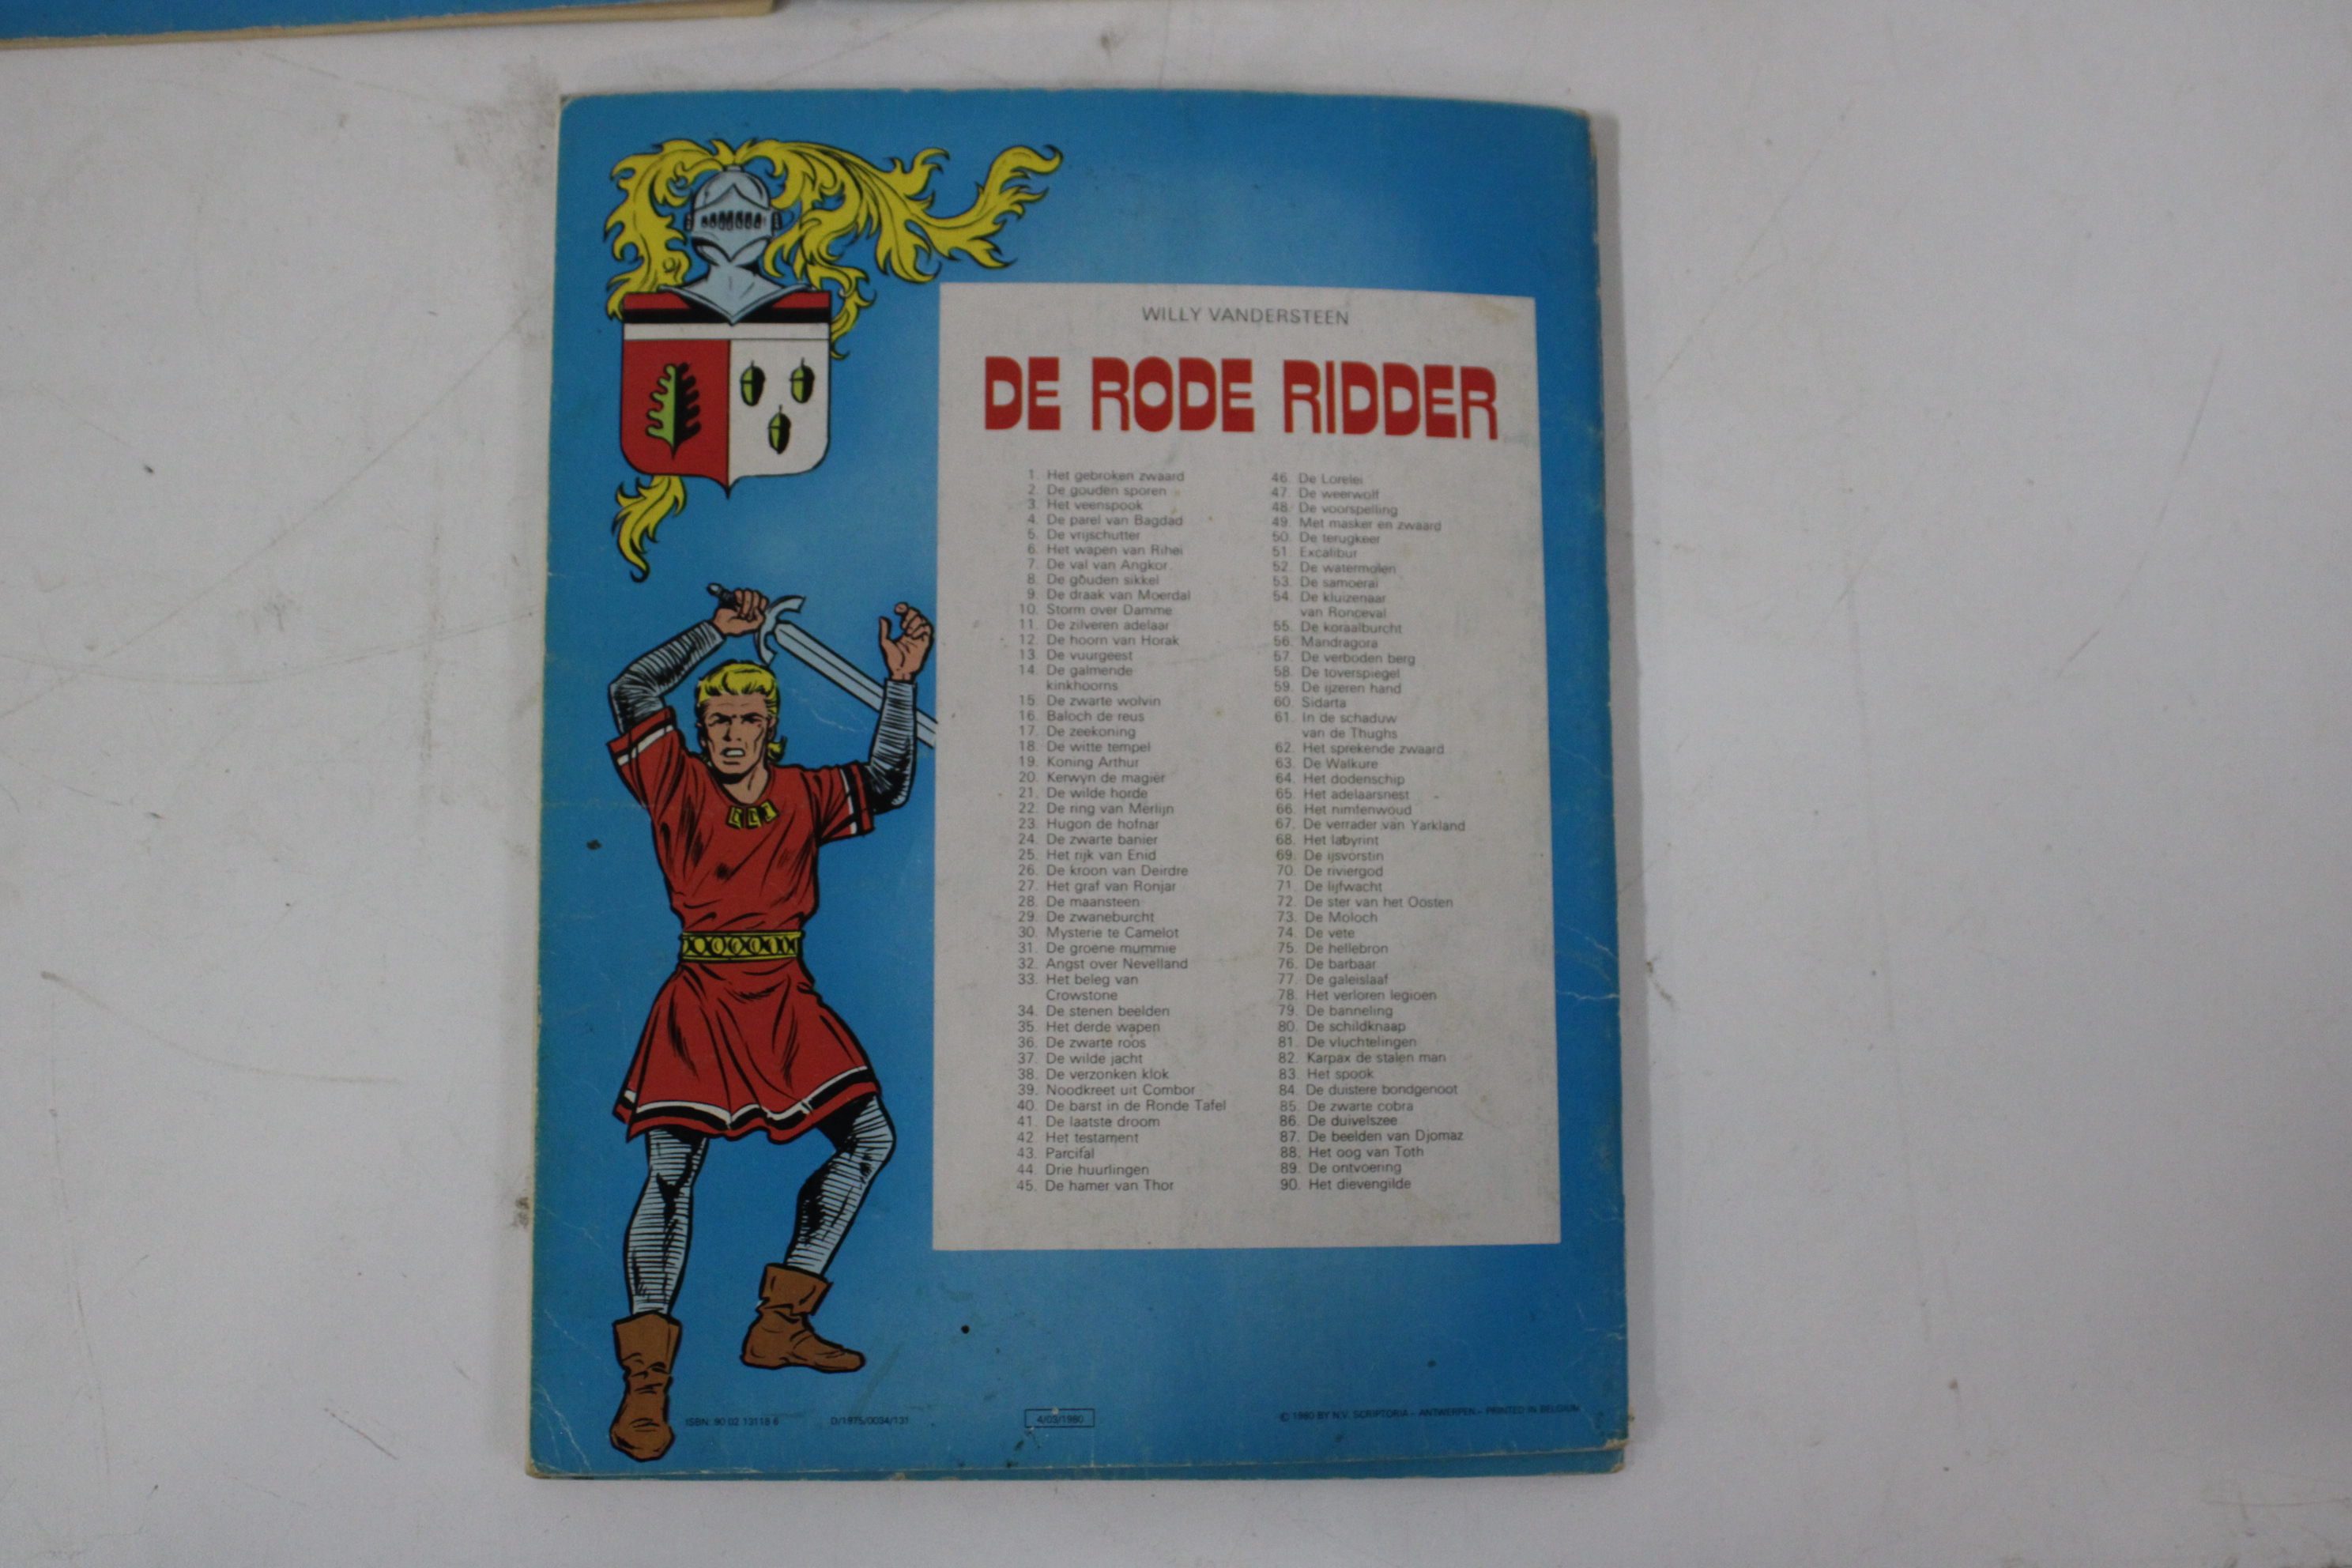 WILLY VANDERSTEEN
DE RODE RIDDER
1. Het gebroken zwaard
2. De gouden sporen
3. Het veenspook
4. De parel van Bagdad
5. De vrijschutter
6. Het wapen van Rihei
7. De val van Angkor
8. De gouden sikkel
9. De draak van Moerdal
10. Storm over Damme
11. De zilveren adelaar
12. De hoorn van Horak
13. De vuurgeest
14. De galmende
kinkhoorns
15. De zwarte wolvin
16. Baloch de reus
17. De zeekoning
18. De witte tempel
19. Koning Arthur
20. Kerwyn de magiër
21. De wilde horde
22. De ring van Merlijn
23. Hugon de hofnar
24. De zwarte banier
25. Het rijk van Enid
26. De kroon van Deirdre
27. Het graf van Ronjar
28. De maansteen
29. De zwaneburcht
30. Mysterie te Camelot
31. De groene mummie
32. Angst over Nevelland
33. Het beleg van
Crowstone
34. De stenen beelden
35. Het derde wapen
36. De zwarte roos
37. De wilde jacht
38. De verzonken klok
39. Noodkreet uit Combor
40. De barst in de Ronde Tafel
41. De laatste droom
42. Het testament
43. Parcifal
44. Drie huurlingen
45. De hamer van Thor
46. De Lorelei
47. De weerwolf
48. De voorspelling
49. Met masker en zwaard
50. De terugkeer
51. Excalibur
52. De watermolen
53. De samoerai
54. De kluizenaar
van Ronceval
55. De koraalburcht
56. Mandragora
57. De verboden berg
58. De toverspiegel
59. De ijzeren hand
60. Sidarta
61. In de schaduw
van de Thughs
62. Het sprekende zwaard
63. De Walkure
64. Het dodenschip
65. Het adelaarsnest
66. Het nimfenwoud
67. De verrader van Yarkland
68. Het labyrint
69. De ijsvorstin
70. De riviergod
71. De lijfwacht
72. De ster van het Oosten
73. De Moloch
74. De vete
75. De hellebron
76. De barbaar
77. De galeislaaf
78. Het verloren legioen
79. De banneling
80. De schildknaap
81. De vluchtelingen
82. Karpax de stalen man
83. Het spook
84. De duistere bondgenoot
85. De zwarte cobra
86. De duivelszee
87. De beelden van Djomaz
88. Het oog van Toth
89. De ontvoering
90. Het dievengilde
ISBN: 90 02 13118 6 D/1975/0034/131 4/03/1980 © 1980 BY N.V. SCRIPTORIA - ANTWERPEN - PRINTED IN BELGIUM